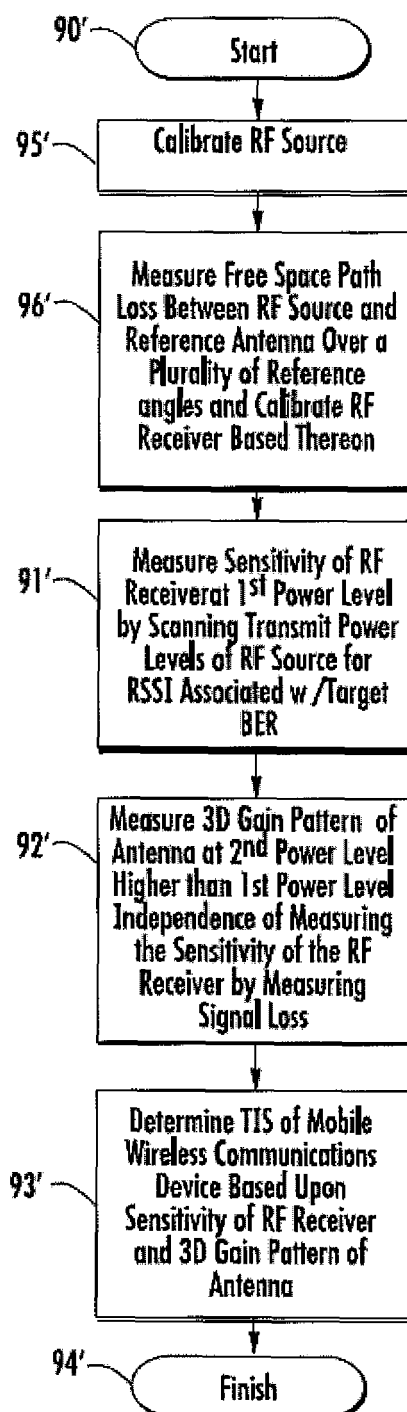 90'
Start
95'
Calibrate RF Source
96'
Measure Free Space Path
Loss Between RF Source and
Reference Antenna Over a
Plurality of Reference
angles and Calibrate RF
Receiver Based Thereon
91'
Measure Sensitivity of RF
Receiverat 1st Power Level
by Scanning Transmit Power
Levels of RF Source for
RSSI Associated w/Target
BER
92'
Measure 3D Gain Pattern of
Antenna at 2nd Power Level
Higher than 1st Power Level
Independence of Measuring
the Sensitivity of the RF
Receiver by Measuring
Signal Loss
93'
Determine TIS of Mobile
Wireless Communications
Device Based Upon
Sensitivity of RF Receiver
and 3D Gain Pattern of
Antenna
94'
Finish